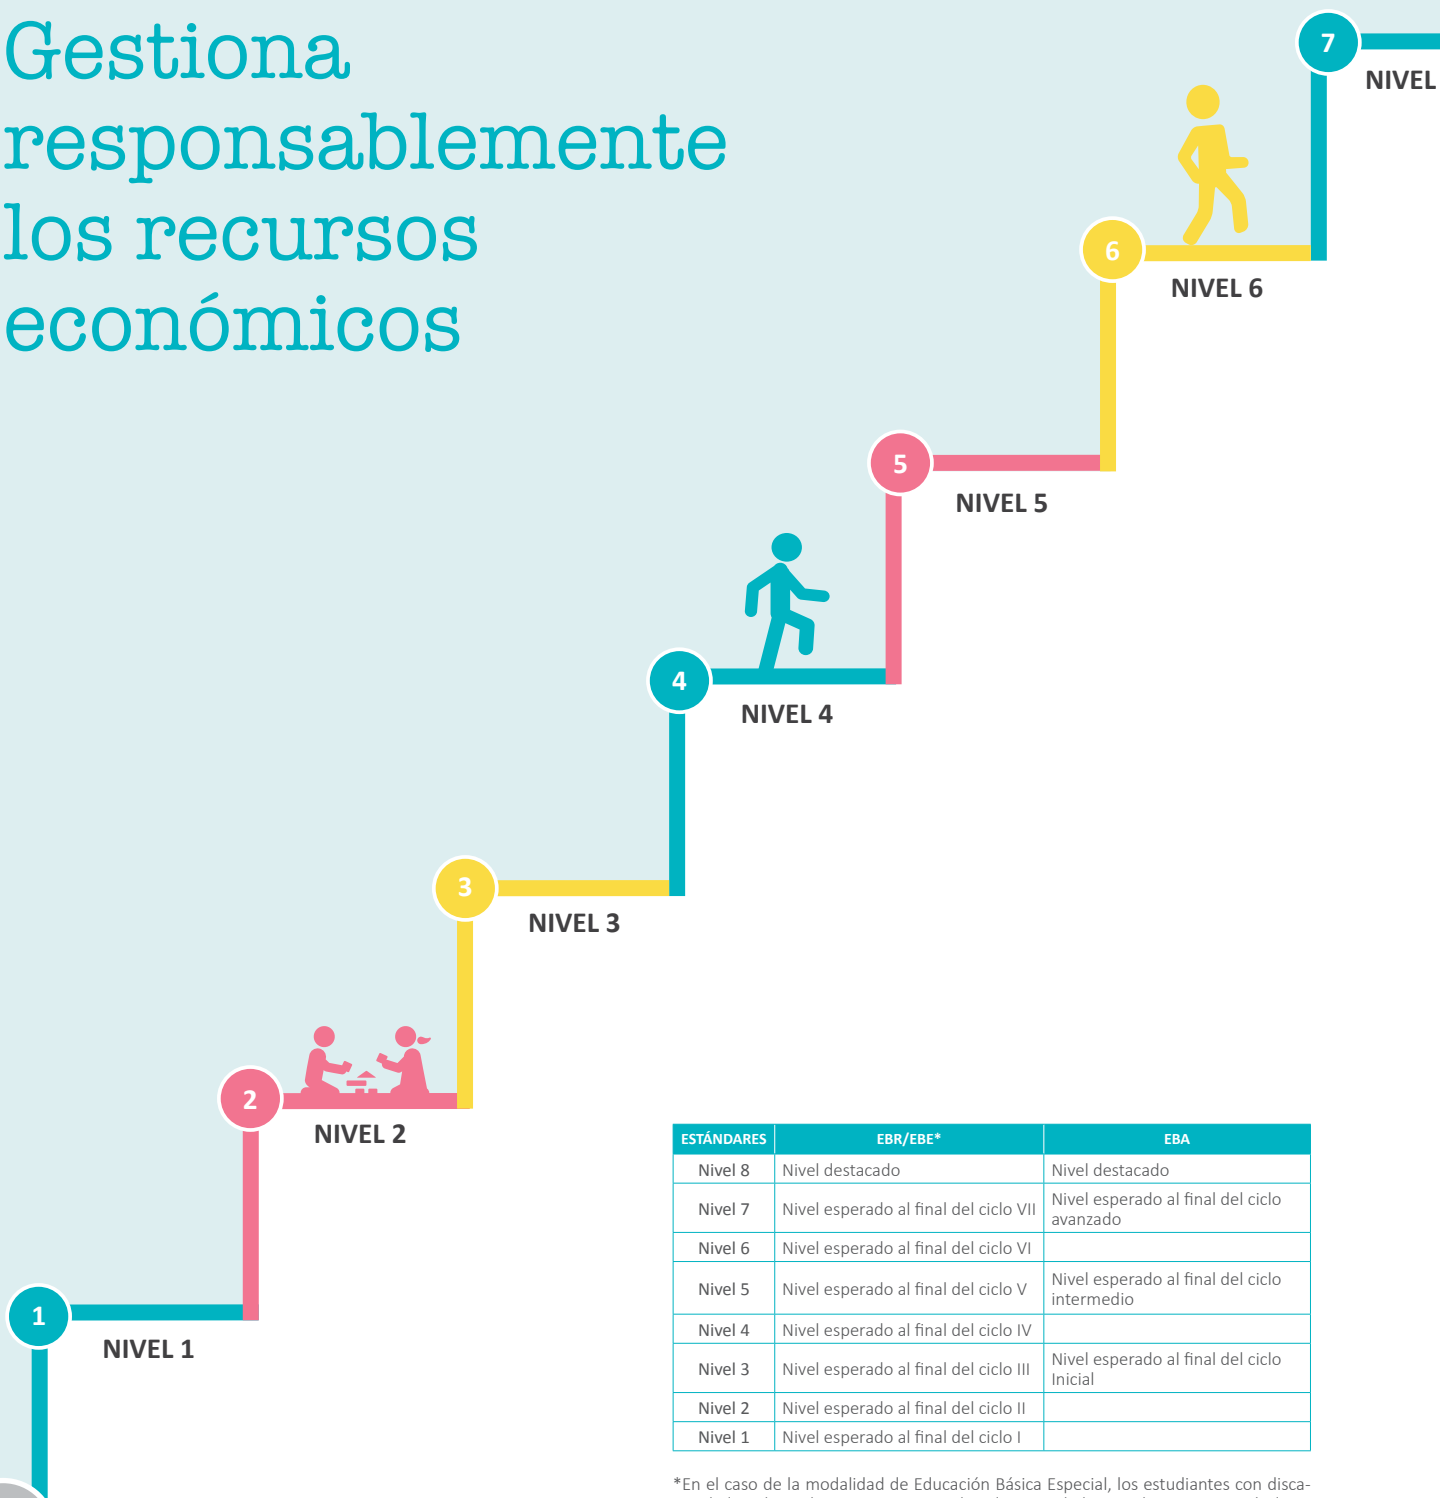 Gestiona
responsablemente
los recursos
económicos
7
NIVEL
6
NIVEL 6
5
NIVEL 5
4
NIVEL 4
3
NIVEL 3
2
NIVEL 2
1
NIVEL 1
ESTÁNDARES EBR/EBE* EBA
Nivel 8 Nivel destacado Nivel destacado
Nivel 7 Nivel esperado al final del ciclo VII Nivel esperado al final del ciclo
avanzado
Nivel 6 Nivel esperado al final del ciclo VI
Nivel 5 Nivel esperado al final del ciclo V Nivel esperado al final del ciclo
intermedio
Nivel 4 Nivel esperado al final del ciclo IV
Nivel 3 Nivel esperado al final del ciclo III Nivel esperado al final del ciclo
Inicial
Nivel 2 Nivel esperado al final del ciclo II
Nivel 1 Nivel esperado al final del ciclo I
*En el caso de la modalidad de Educación Básica Especial, los estudiantes con disca-